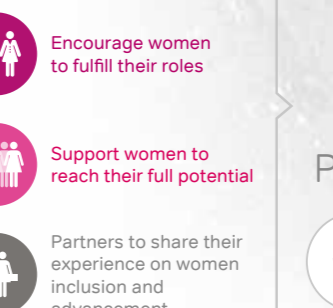 Encourage women
to fulfill their roles
Support women to
reach their full potential
Partners to share their
experience on women
inclusion and
advancement